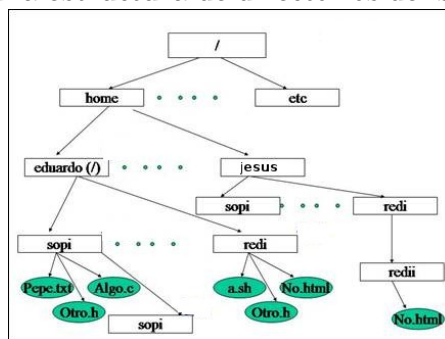 /
home etc
eduardo (/) jesus
sopi redi
sopi redi
Pepe.txt Algo.c a.sh No.html redii
Otro.h Otro.h
sopi No.html